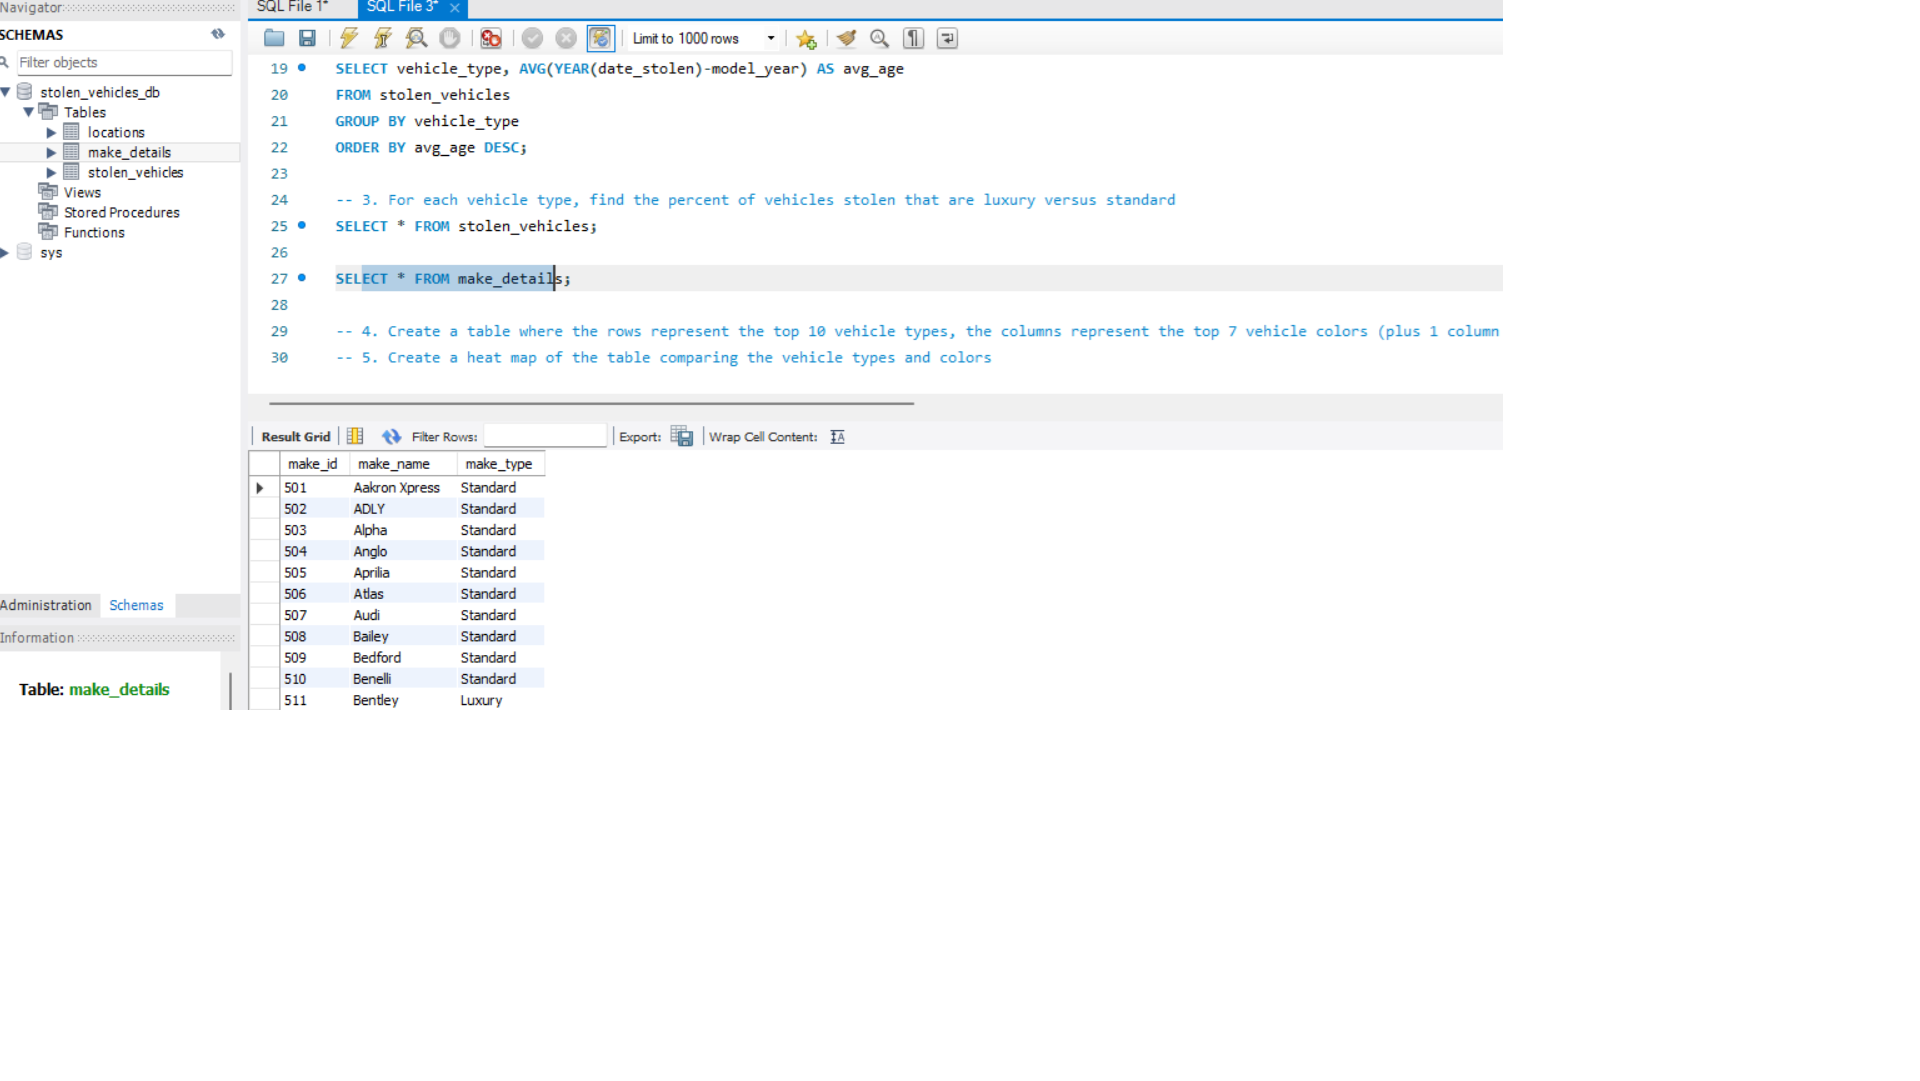 Navigator
SCHEMAS
Filter objects
stolen_vehicles_db
Tables
locations
make_details
stolen_vehicles
Views
Stored Procedures
Functions
sys
Administration Schemas
Information
Table: make_details
SQL File 1* SQL File 3*
Limit to 1000 rows
19 SELECT vehicle_type, AVG(YEAR(date_stolen)-model_year) AS avg_age
20 FROM stolen_vehicles
21 GROUP BY vehicle_type
22 ORDER BY avg_age DESC;
23
24 -- 3. For each vehicle type, find the percent of vehicles stolen that are luxury versus standard
25 SELECT * FROM stolen_vehicles;
26
27 SELECT * FROM make_details;
28
29 -- 4. Create a table where the rows represent the top 10 vehicle types, the columns represent the top 7 vehicle colors (plus 1 column
30 -- 5. Create a heat map of the table comparing the vehicle types and colors
Result Grid Filter Rows: Export: Wrap Cell Content:
make_id make_name make_type
501 Aakron Xpress Standard
502 ADLY Standard
503 Alpha Standard
504 Anglo Standard
505 Aprilia Standard
506 Atlas Standard
507 Audi Standard
508 Bailey Standard
509 Bedford Standard
510 Benelli Standard
511 Bentley Luxury